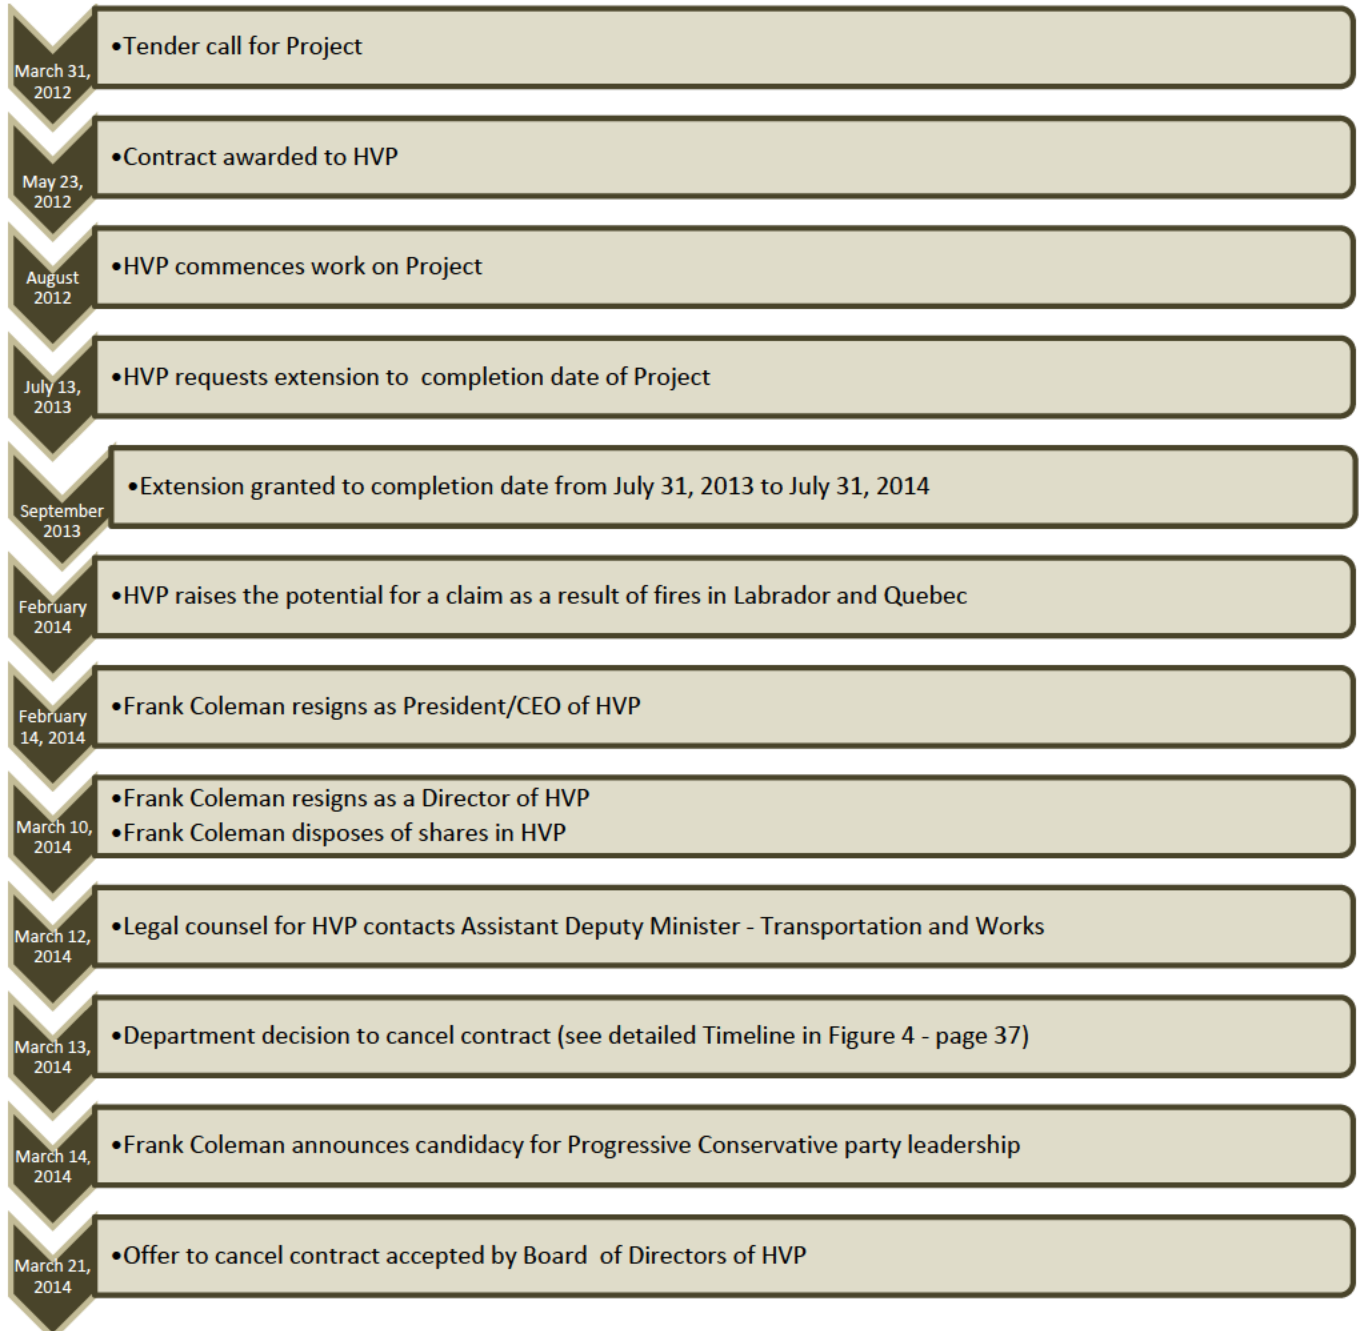 •Tender call for Project
March 31,
2012
•Contract awarded to HVP
May 23,
2012
•HVP commences work on Project
August
2012
•HVP requests extension to  completion date of Project
July 13,
2013
•Extension granted to completion date from July 31, 2013 to July 31, 2014
September
2013
•HVP raises the potential for a claim as a result of fires in Labrador and Quebec
February
2014
•Frank Coleman resigns as President/CEO of HVP
February
14, 2014
•Frank Coleman resigns as a Director of HVP
•Frank Coleman disposes of shares in HVP
March 10,
2014
•Legal counsel for HVP contacts Assistant Deputy Minister - Transportation and Works
March 12,
2014
•Department decision to cancel contract (see detailed Timeline in Figure 4 - page 37)
March 13,
2014
•Frank Coleman announces candidacy for Progressive Conservative party leadership
March 14,
2014
•Offer to cancel contract accepted by Board  of Directors of HVP
March 21,
2014